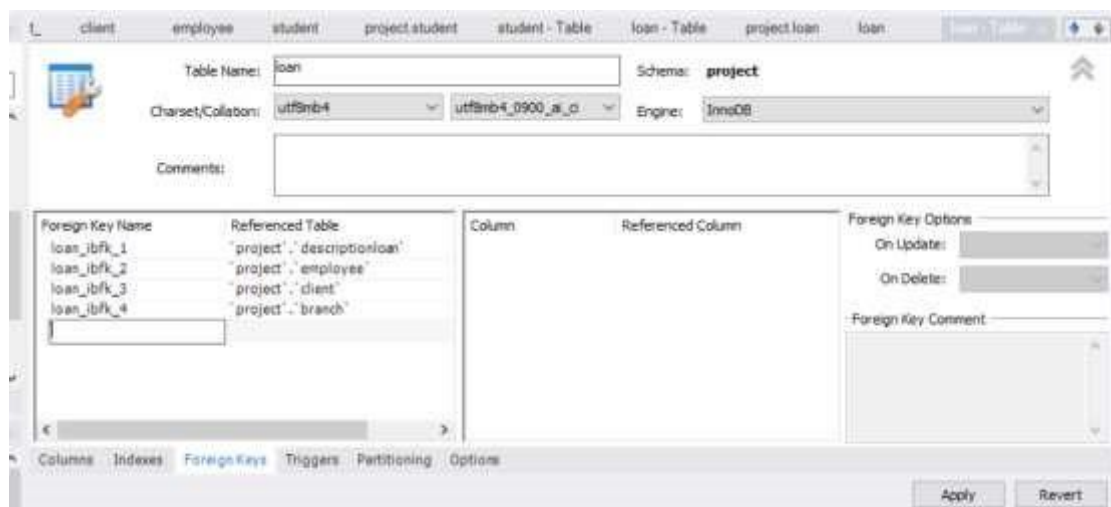 client employee student project.student student - Table loan - Table project.loan loan
Table Name: loan Schema: project
Charset/Collation: utf8mb4 utf8mb4_0900_ai_ci Engine: InnoDB
Comments:
Foreign Key Name Referenced Table Column Referenced Column Foreign Key Options
loan_ibfk_1 `project`.`descriptionloan` On Update:
loan_ibfk_2 `project`.`employee`
loan_ibfk_3 `project`.`client` On Delete:
loan_ibfk_4 `project`.`branch`
Foreign Key Comment
Columns Indexes Foreign Keys Triggers Partitioning Options
Apply Revert